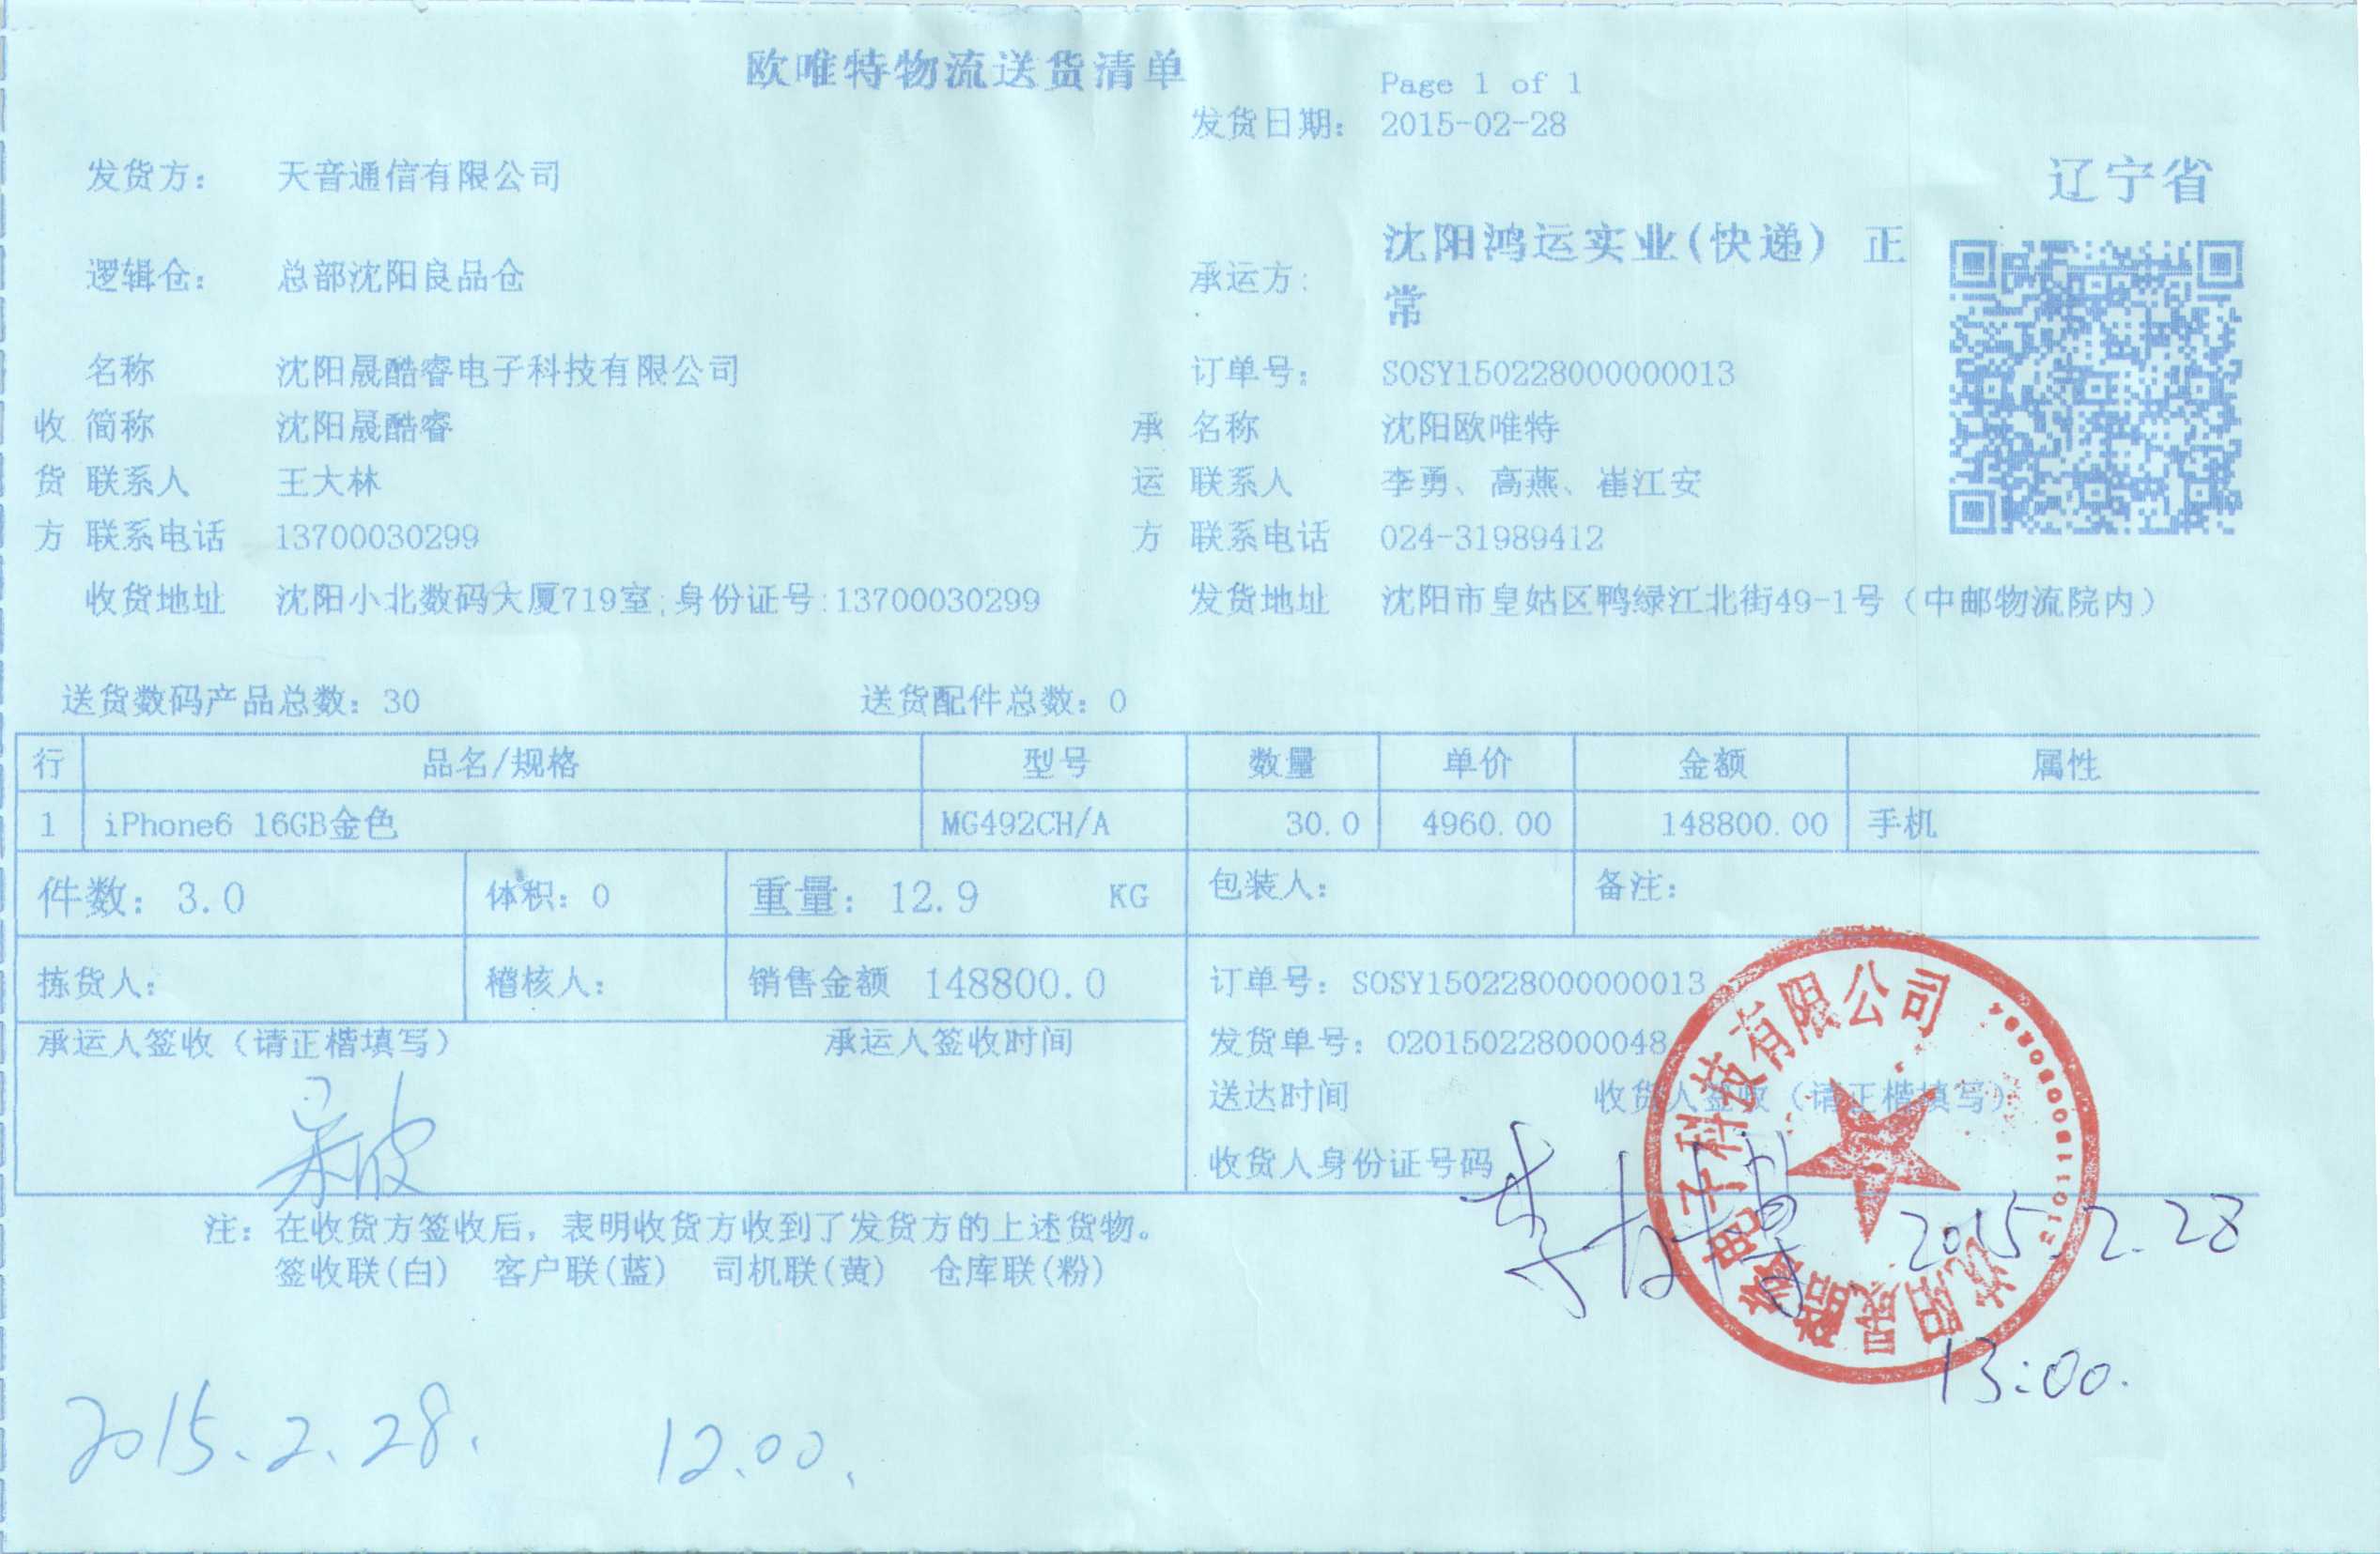 欧唯特物流送货清单
Page 1 of 1
发货日期： 2015-02-28
发货方： 天音通信有限公司
辽宁省
逻辑仓： 总部沈阳良品仓
承运方： 沈阳鸿运实业(快递) 正
常
名称 沈阳晟酷睿电子科技有限公司 订单号： SOSY150228000000013
收 简称 沈阳晟酷睿 承 名称 沈阳欧唯特
货 联系人 王大林 运 联系人 李勇、高燕、崔江安
方 联系电话 13700030299 方 联系电话 024-31989412
收货地址 沈阳小北数码大厦719室;身份证号:13700030299 发货地址 沈阳市皇姑区鸭绿江北街49-1号（中邮物流院内）
送货数码产品总数：30 送货配件总数：0
行 品名/规格 型号 数量 单价 金额 属性
1 iPhone6 16GB金色 MG492CH/A 30.0 4960.00 148800.00 手机
件数：3.0 体积：0 重量： 12.9 KG 包装人： 备注：
拣货人： 稽核人： 销售金额 148800.0 订单号：SOSY150228000000013
承运人签收（请正楷填写） 承运人签收时间 发货单号：020150228000048
送达时间 收货人签收（请正楷填写）
收货人身份证号码
注：在收货方签收后，表明收货方收到了发货方的上述货物。
签收联(白) 客户联(蓝) 司机联(黄) 仓库联(粉)
沈阳晟酷睿电子科技有限公司
2015.2.28
13:00.
2015.2.28. 12.00.